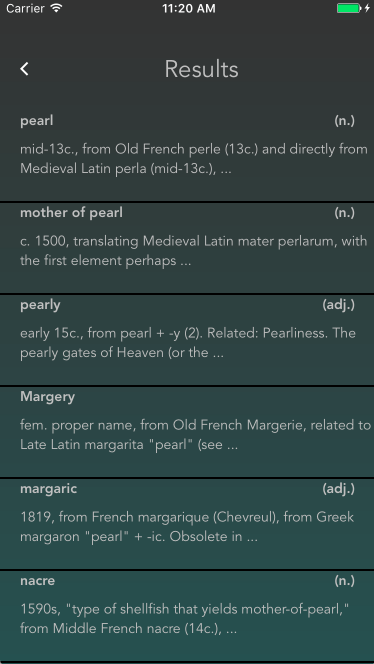 Carrier 11:20 AM
Results
pearl (n.)
mid-13c., from Old French perle (13c.) and directly from
Medieval Latin perla (mid-13c.), ...
mother of pearl (n.)
c. 1500, translating Medieval Latin mater perlarum, with
the first element perhaps ...
pearly (adj.)
early 15c., from pearl + -y (2). Related: Pearliness. The
pearly gates of Heaven (or the ...
Margery
fem. proper name, from Old French Margerie, related to
Late Latin margarita "pearl" (see ...
margaric (adj.)
1819, from French margarique (Chevreul), from Greek
margaron "pearl" + -ic. Obsolete in ...
nacre (n.)
1590s, "type of shellfish that yields mother-of-pearl,"
from Middle French nacre (14c.), ...